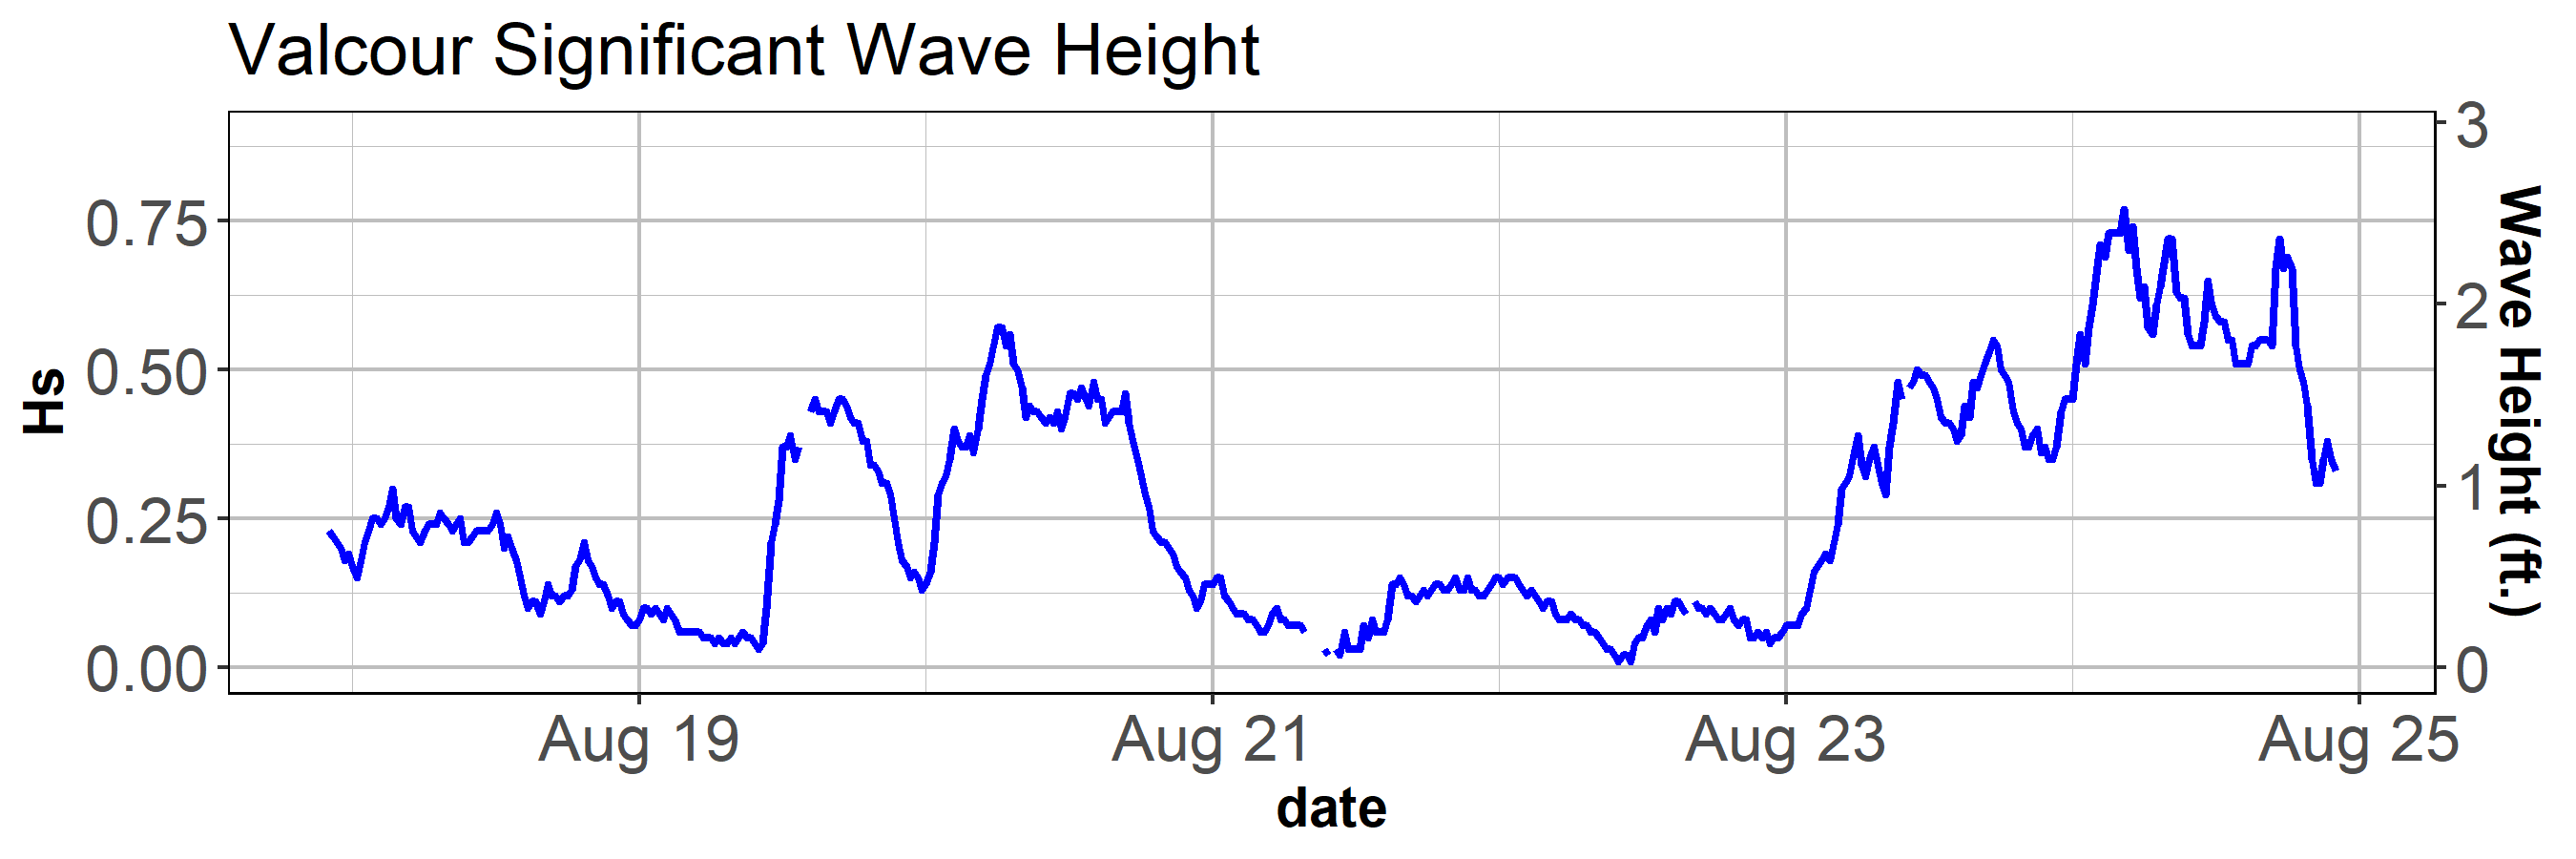 Valcour Significant Wave Height
Hs
0.75
0.50
0.25
0.00
3
2
1
0
Wave Height (ft.)
Aug 19 Aug 21 Aug 23 Aug 25
date